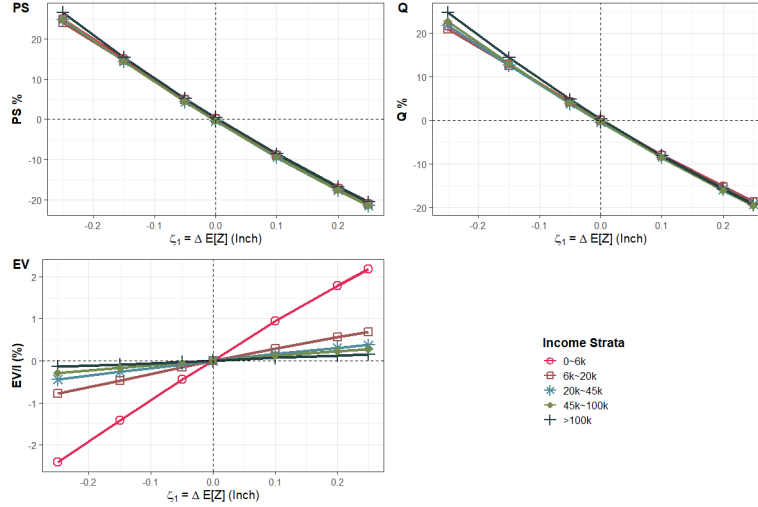 PS
PS %
20
10
0
-10
-20
-0.2
-0.1
0.0
0.1
0.2
ζ1 = Δ E[Z] (Inch)
Q
Q %
20
10
0
-10
-20
-0.2
-0.1
0.0
0.1
0.2
ζ1 = Δ E[Z] (Inch)
EV
EV/I (%)
2
1
0
-1
-2
-0.2
-0.1
0.0
0.1
0.2
ζ1 = Δ E[Z] (Inch)
Income Strata
0~6k
6k~20k
20k~45k
45k~100k
>100k